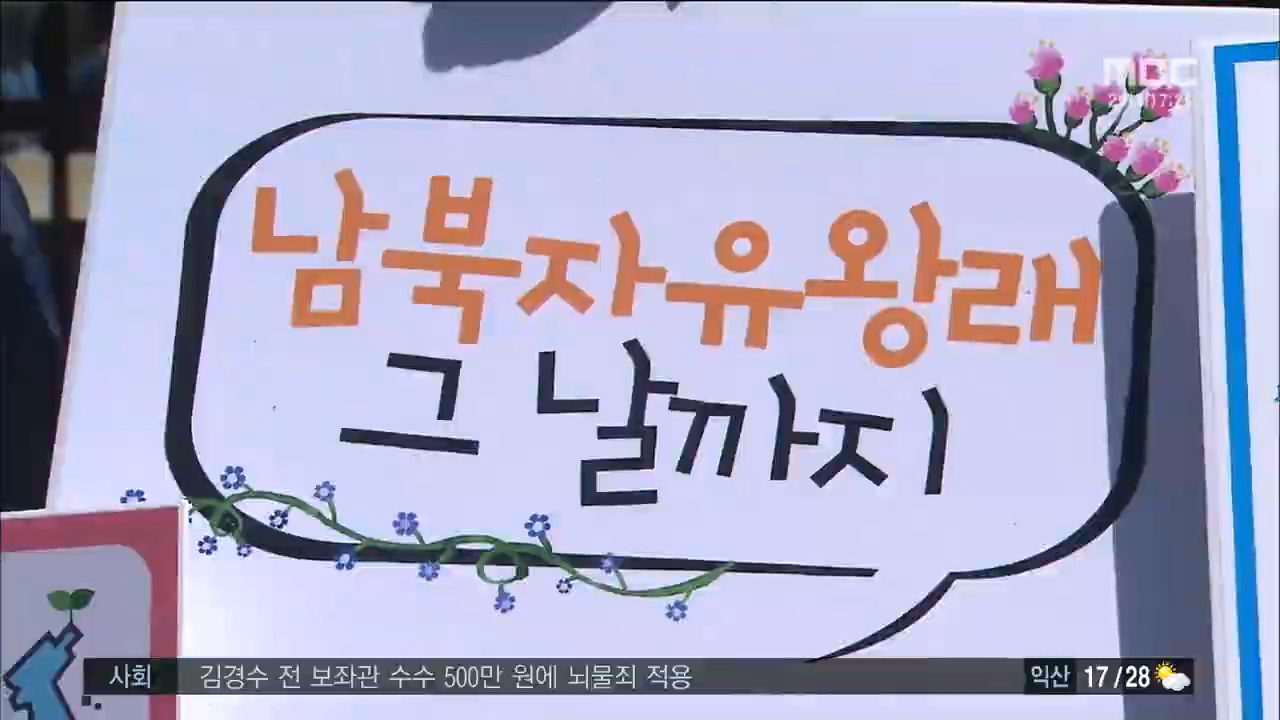 MBC
남북자유왕래
그 날까지
사회 김경수 전 보좌관 수수 500만 원에 뇌물죄 적용
익산 17/28